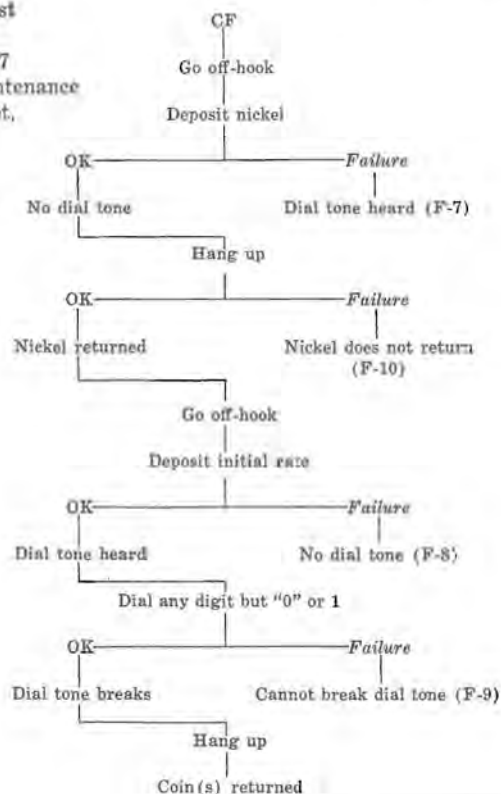 st
7
ntenance
et,
CF
Go off-hook
Deposit nickel
OK Failure
No dial tone Dial tone heard (F-7)
Hang up
OK Failure
Nickel returned Nickel does not return
(F-10)
Go off-hook
Deposit initial rate
OK Failure
Dial tone heard No dial tone (F-8)
Dial any digit but "0" or 1
OK Failure
Dial tone breaks Cannot break dial tone (F-9)
Hang up
Coin(s) returned